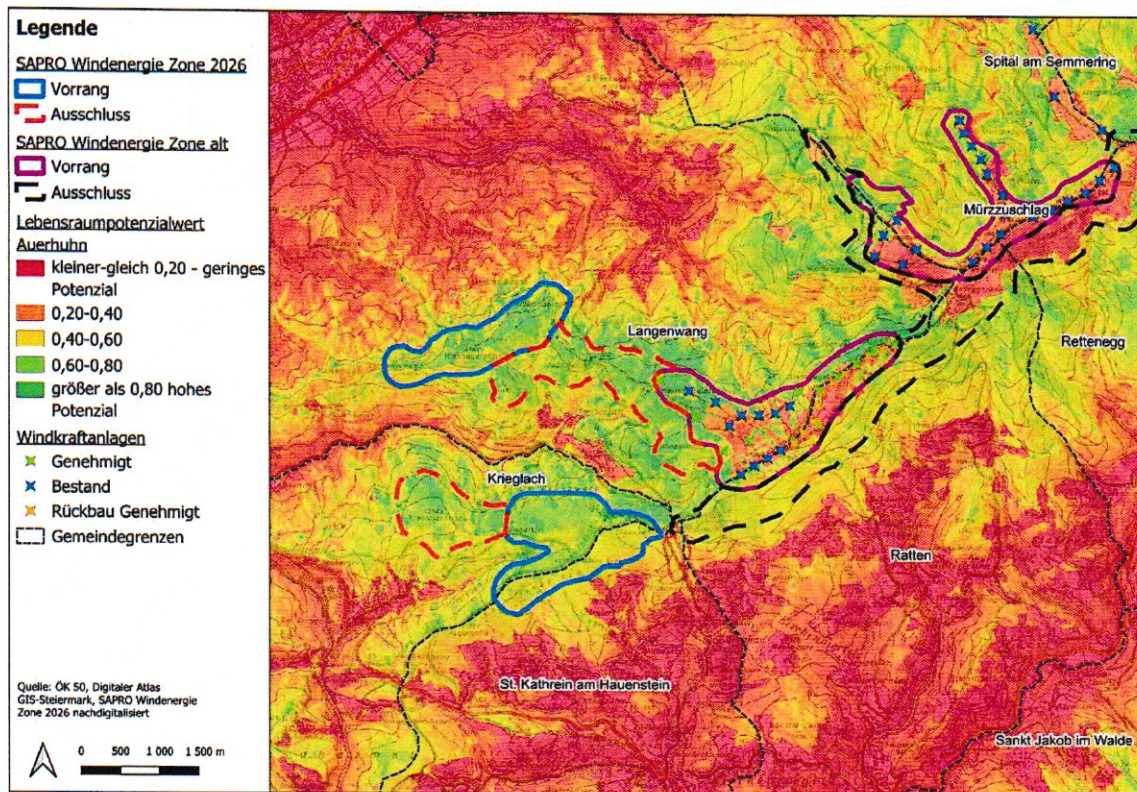 Legende
SAPRO Windenergie Zone 2026
Vorrang
Ausschluss
SAPRO Windenergie Zone alt
Vorrang
Ausschluss
Lebensraumpotenzialwert
Auerhuhn
kleiner-gleich 0,20 - geringes
Potenzial
0,20-0,40
0,40-0,60
0,60-0,80
größer als 0,80 hohes
Potenzial
Windkraftanlagen
Genehmigt
Bestand
Rückbau Genehmigt
Gemeindegrenzen
Quelle: ÖK 50, Digitaler Atlas
GIS-Steiermark, SAPRO Windenergie
Zone 2026 nachdigitalisiert
0 500 1 000 1 500 m
Spital am Semmering
Mürzzuschlag
Langenwang
Rettenegg
Krieglach
Ratten
St. Kathrein am Hauenstein
Sankt Jakob im Walde